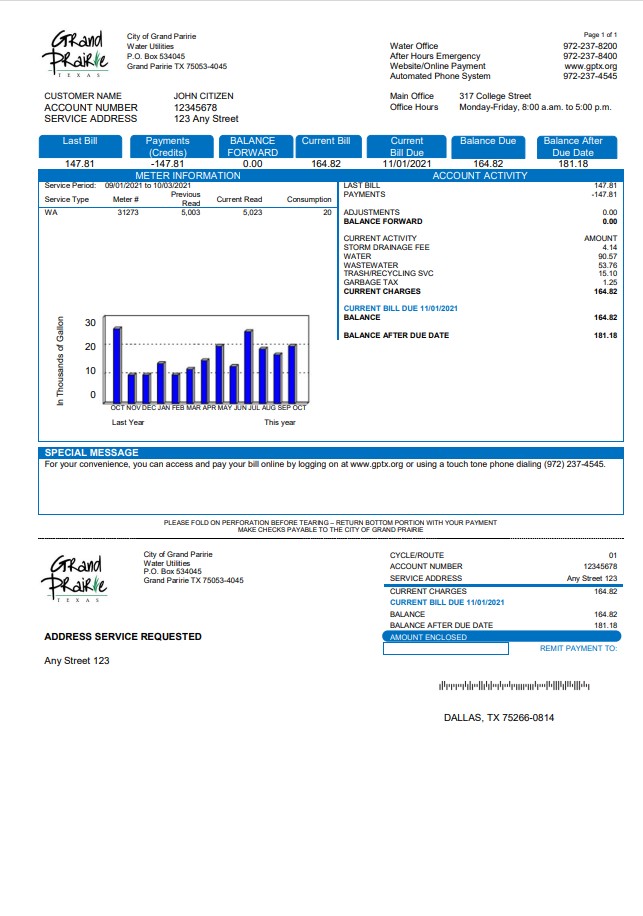 Page 1 of 1
Grand
Prairie
TEXAS
City of Grand Paririe
Water Utilities
P.O. Box 534045
Grand Paririe TX 75053-4045
Water Office 972-237-8200
After Hours Emergency 972-237-8400
Website/Online Payment www.gptx.org
Automated Phone System 972-237-4545
CUSTOMER NAME JOHN CITIZEN
ACCOUNT NUMBER 12345678
SERVICE ADDRESS 123 Any Street
Main Office 317 College Street
Office Hours Monday-Friday, 8:00 a.m. to 5:00 p.m.
Last Bill Payments (Credits) BALANCE FORWARD Current Bill Current Bill Due Balance Due Balance After Due Date
147.81 -147.81 0.00 164.82 11/01/2021 164.82 181.18
METER INFORMATION
Service Period: 09/01/2021 to 10/03/2021
Service Type Meter # Previous Read Current Read Consumption
WA 31273 5,003 5,023 20
In Thousands of Gallon
30
20
10
0
OCT NOV DEC JAN FEB MAR APR MAY JUN JUL AUG SEP OCT
Last Year This year
ACCOUNT ACTIVITY
LAST BILL 147.81
PAYMENTS -147.81
ADJUSTMENTS 0.00
BALANCE FORWARD 0.00
CURRENT ACTIVITY AMOUNT
STORM DRAINAGE FEE 4.14
WATER 90.57
WASTEWATER 53.76
TRASH/RECYCLING SVC 15.10
GARBAGE TAX 1.25
CURRENT CHARGES 164.82
CURRENT BILL DUE 11/01/2021
BALANCE 164.82
BALANCE AFTER DUE DATE 181.18
SPECIAL MESSAGE
For your convenience, you can access and pay your bill online by logging on at www.gptx.org or using a touch tone phone dialing (972) 237-4545.
PLEASE FOLD ON PERFORATION BEFORE TEARING – RETURN BOTTOM PORTION WITH YOUR PAYMENT
MAKE CHECKS PAYABLE TO THE CITY OF GRAND PRAIRIE
Grand
Prairie
TEXAS
City of Grand Paririe
Water Utilities
P.O. Box 534045
Grand Paririe TX 75053-4045
CYCLE/ROUTE 01
ACCOUNT NUMBER 12345678
SERVICE ADDRESS Any Street 123
CURRENT CHARGES 164.82
CURRENT BILL DUE 11/01/2021
BALANCE 164.82
BALANCE AFTER DUE DATE 181.18
AMOUNT ENCLOSED
REMIT PAYMENT TO:
ADDRESS SERVICE REQUESTED
Any Street 123
DALLAS, TX 75266-0814